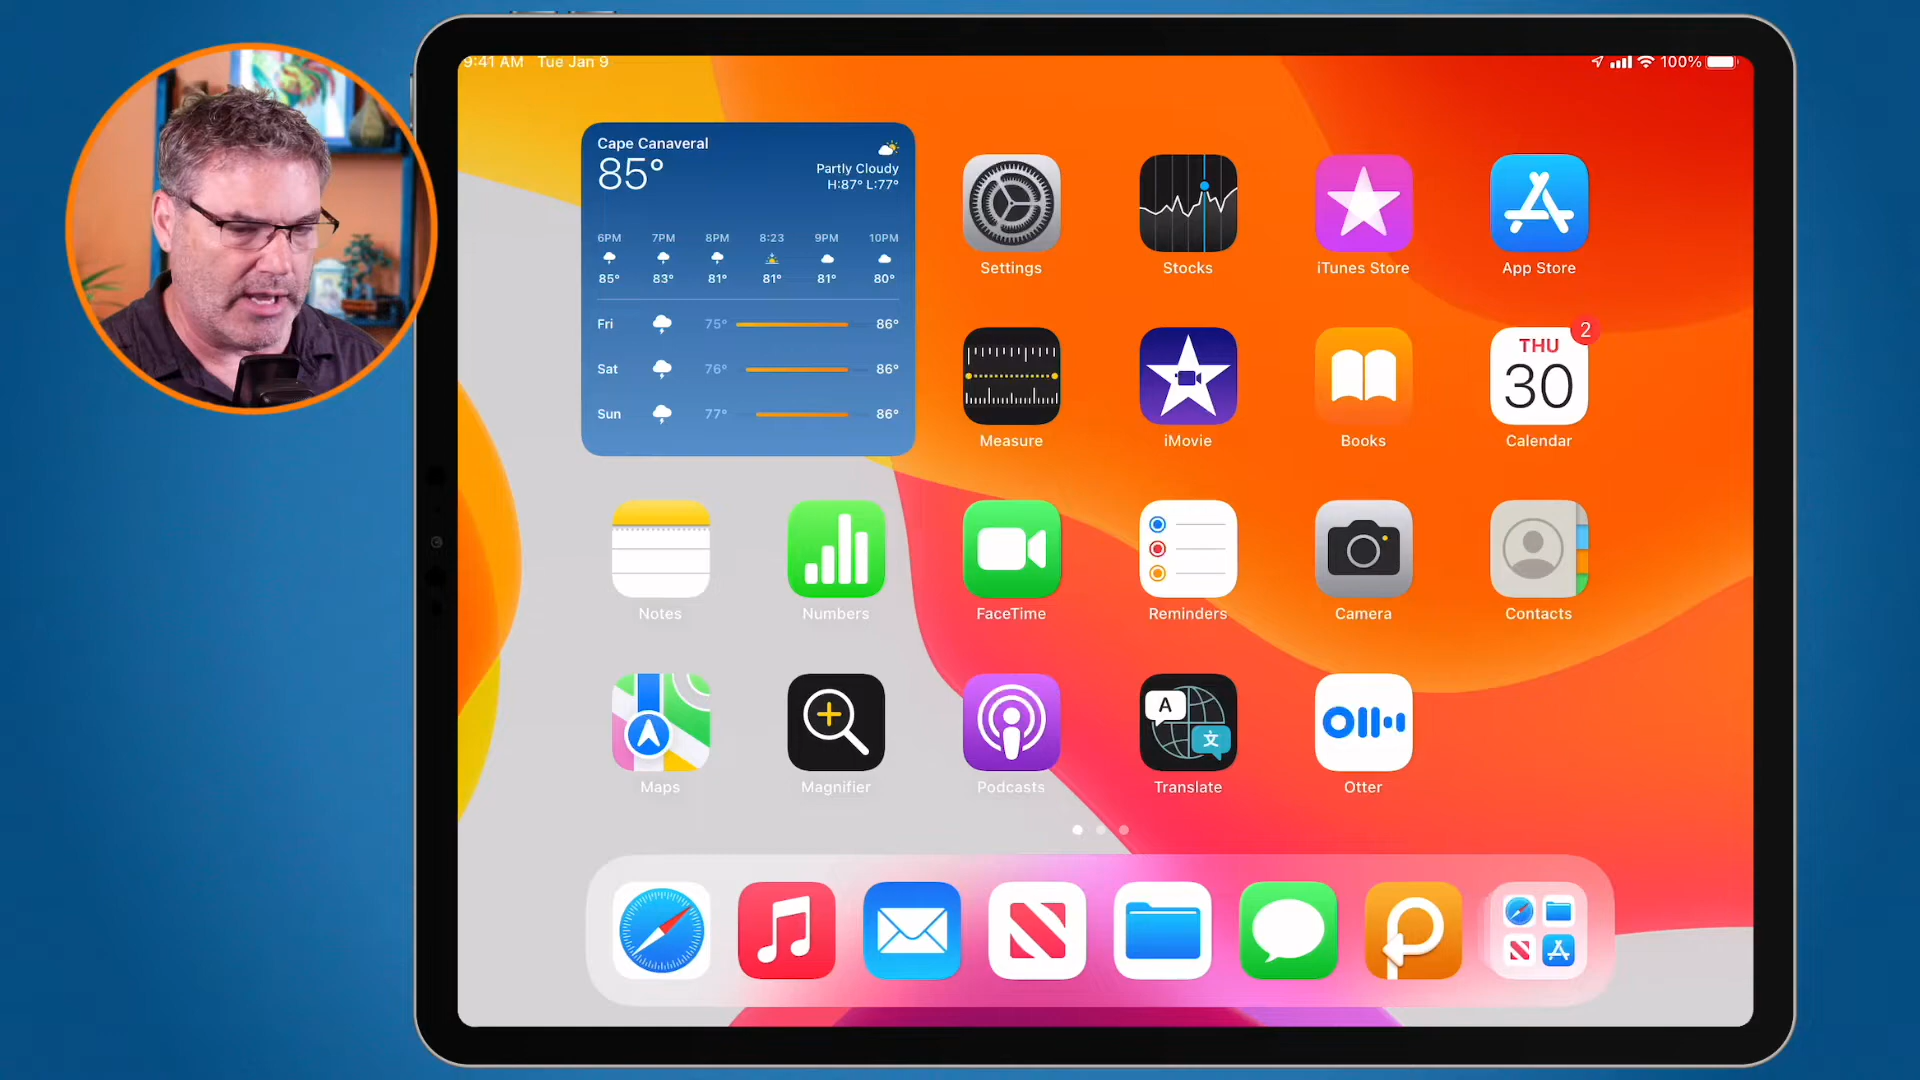 9:41 AM Tue Jan 9
100%
Cape Canaveral
85°
Partly Cloudy
H:87° L:77°
6PM 7PM 8PM 8:23 9PM 10PM
85° 83° 81° 81° 81° 80°
Fri 75° 86°
Sat 76° 86°
Sun 77° 86°
Settings Stocks iTunes Store App Store
2
THU
30
Measure iMovie Books Calendar
Notes Numbers FaceTime Reminders Camera Contacts
A
文
Maps Magnifier Podcasts Translate Otter